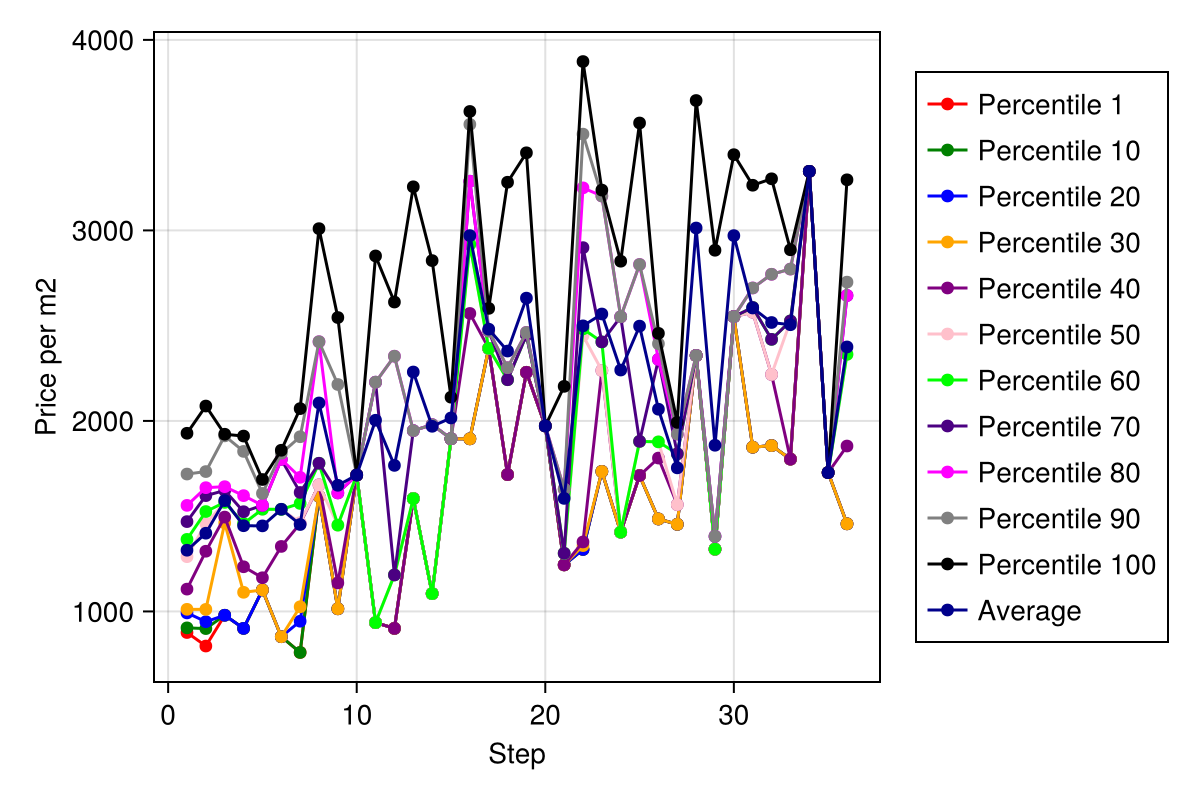 4000
3000
2000
1000
Price per m2
0
10
20
30
Step
Percentile 1
Percentile 10
Percentile 20
Percentile 30
Percentile 40
Percentile 50
Percentile 60
Percentile 70
Percentile 80
Percentile 90
Percentile 100
Average